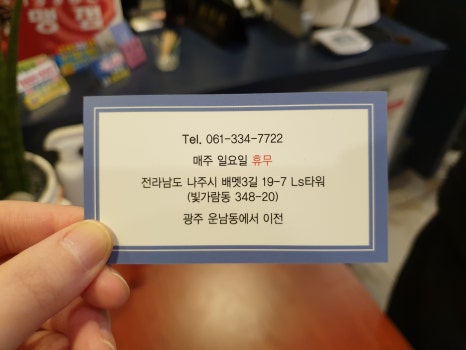 맹갬
Tel. 061-334-7722
매주 일요일 휴무
전라남도 나주시 배멧3길 19-7 Ls타워
(빛가람동 348-20)
광주 운남동에서 이전